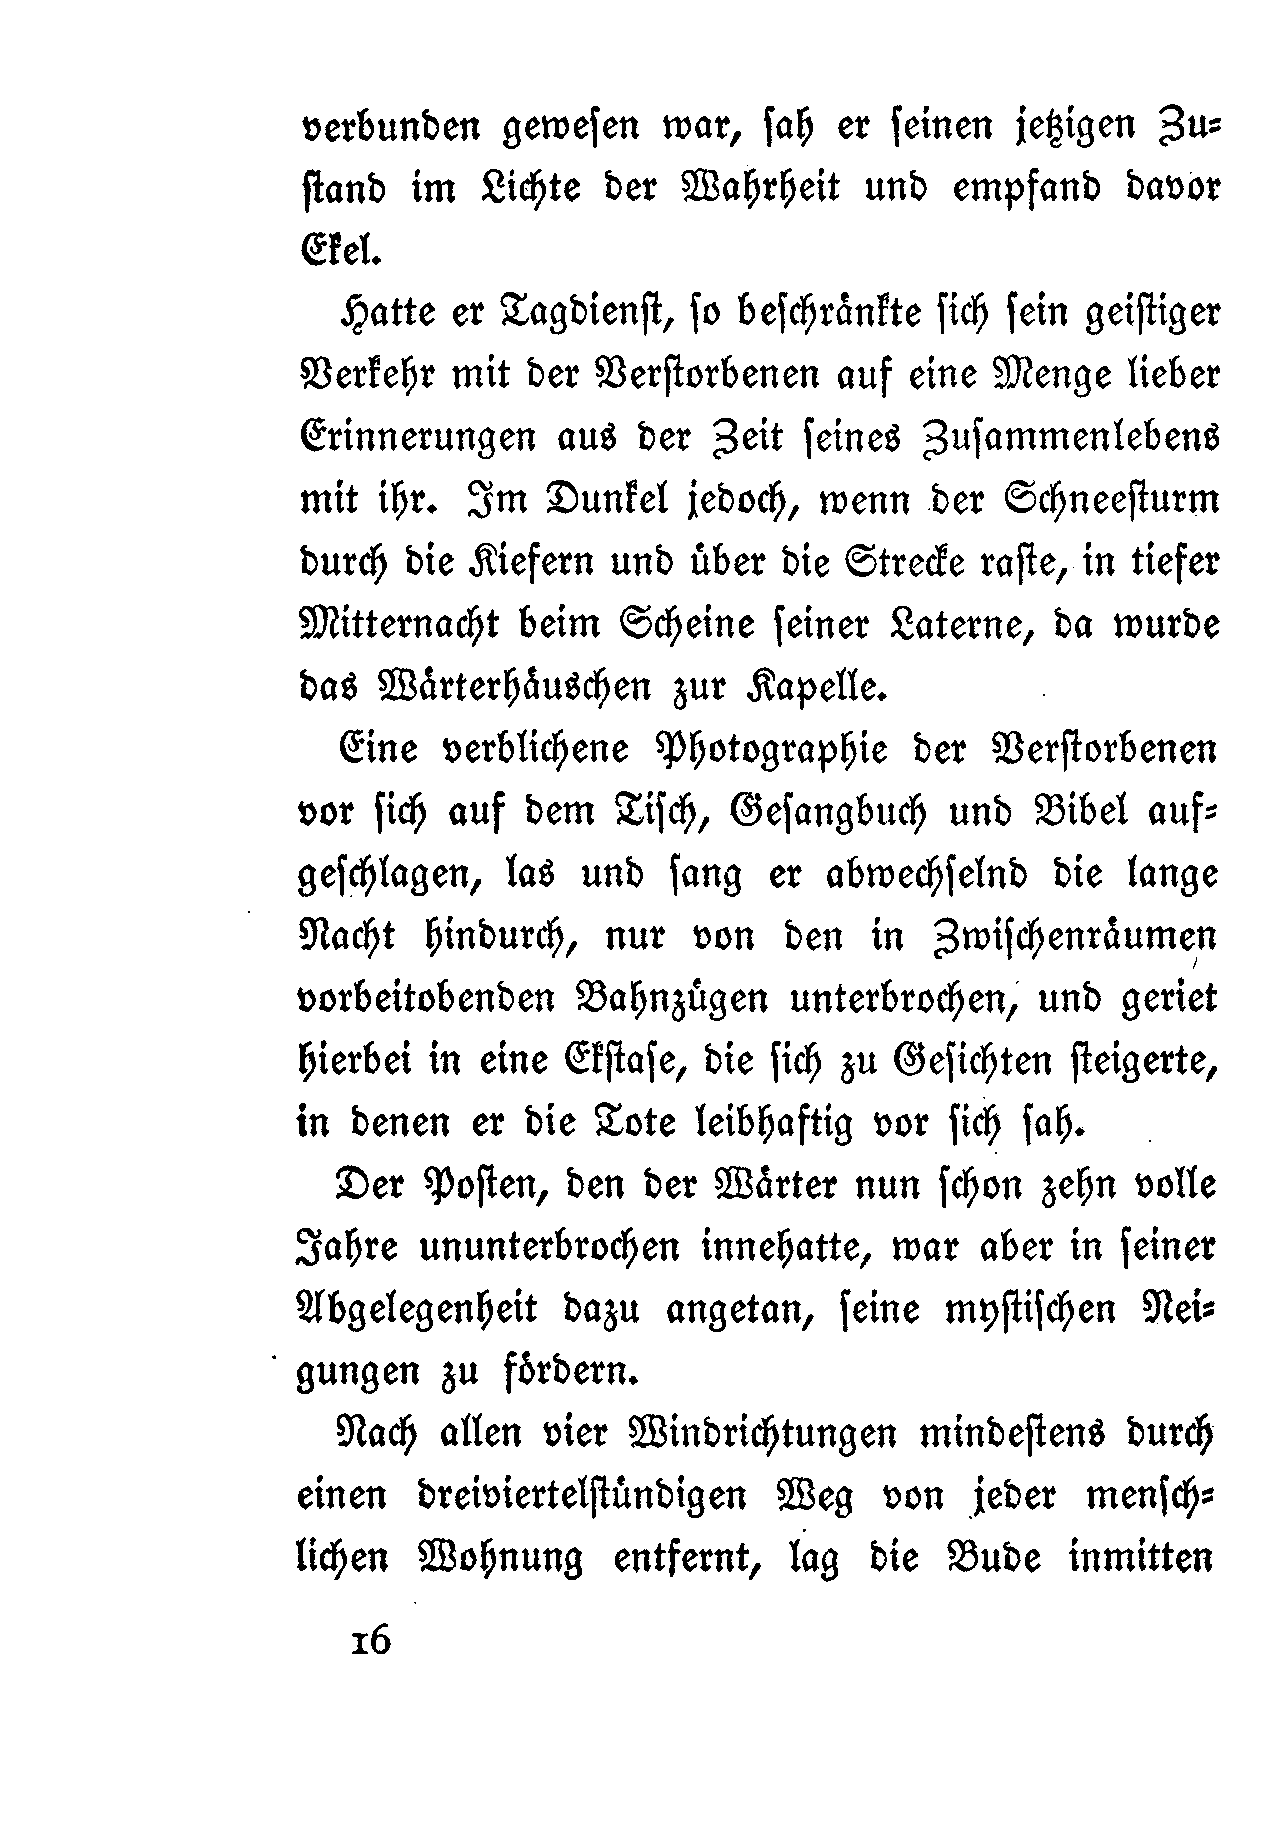 verbunden gewesen war, sah er seinen jetzigen Zu-
stand im Lichte der Wahrheit und empfand davor
Ekel.
Hatte er Tagdienst, so beschränkte sich sein geistiger
Verkehr mit der Verstorbenen auf eine Menge lieber
Erinnerungen aus der Zeit seines Zusammenlebens
mit ihr. Im Dunkel jedoch, wenn der Schneesturm
durch die Kiefern und über die Strecke raste, in tiefer
Mitternacht beim Scheine seiner Laterne, da wurde
das Wärterhäuschen zur Kapelle.
Eine verblichene Photographie der Verstorbenen
vor sich auf dem Tisch, Gesangbuch und Bibel auf-
geschlagen, las und sang er abwechselnd die lange
Nacht hindurch, nur von den in Zwischenräumen
vorbeitobenden Bahnzügen unterbrochen, und geriet
hierbei in eine Ekstase, die sich zu Gesichten steigerte,
in denen er die Tote leibhaftig vor sich sah.
Der Posten, den der Wärter nun schon zehn volle
Jahre ununterbrochen innehatte, war aber in seiner
Abgelegenheit dazu angetan, seine mystischen Nei-
gungen zu fördern.
Nach allen vier Windrichtungen mindestens durch
einen dreiviertelstündigen Weg von jeder mensch-
lichen Wohnung entfernt, lag die Bude inmitten
16